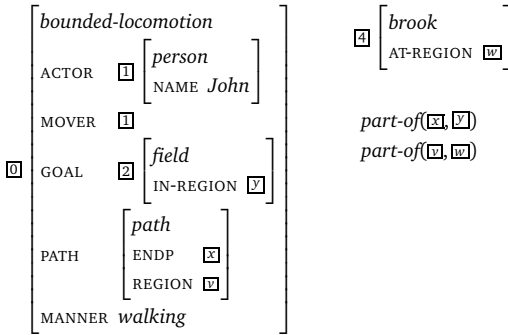 bounded-locomotion
ACTOR 1 person
NAME John
MOVER 1
0 GOAL 2 field
IN-REGION y
path
PATH ENDP x
REGION v
MANNER walking
4 brook
AT-REGION w
part-of(x, y)
part-of(v, w)